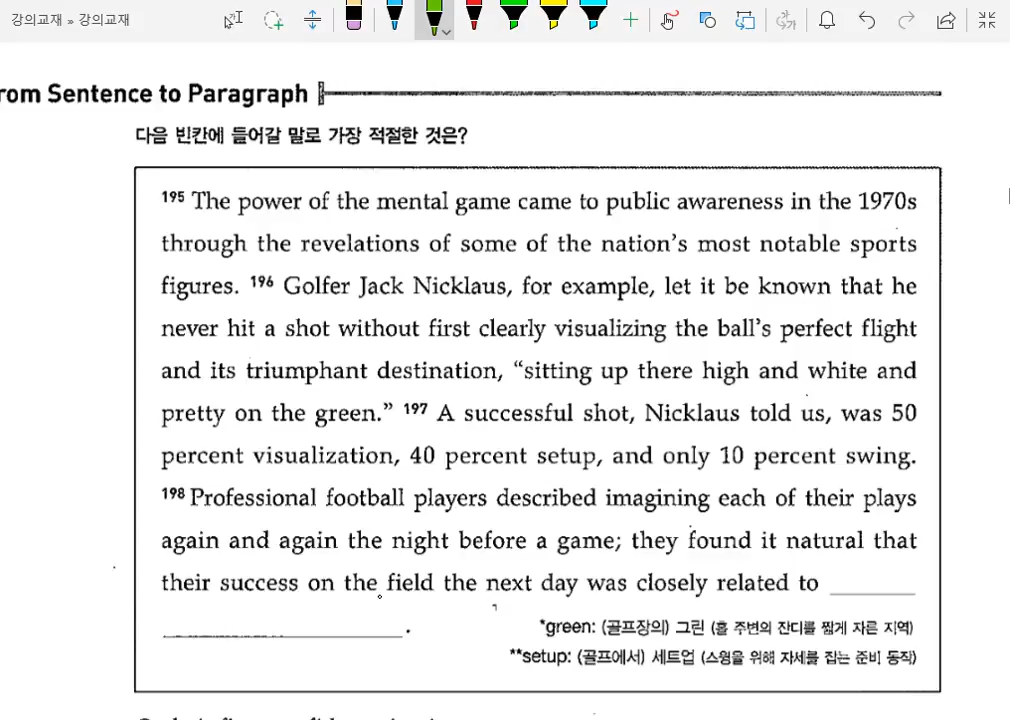 강의교재 » 강의교재
rom Sentence to Paragraph
다음 빈칸에 들어갈 말로 가장 적절한 것은?
195 The power of the mental game came to public awareness in the 1970s
through the revelations of some of the nation's most notable sports
figures. 196 Golfer Jack Nicklaus, for example, let it be known that he
never hit a shot without first clearly visualizing the ball's perfect flight
and its triumphant destination, “sitting up there high and white and
pretty on the green.” 197 A successful shot, Nicklaus told us, was 50
percent visualization, 40 percent setup, and only 10 percent swing.
198 Professional football players described imagining each of their plays
again and again the night before a game; they found it natural that
their success on the field the next day was closely related to ______
______.
*green: (골프장의) 그린 (홀 주변의 잔디를 짧게 자른 지역)
**setup: (골프에서) 세트업 (스윙을 위해 자세를 잡는 준비 동작)